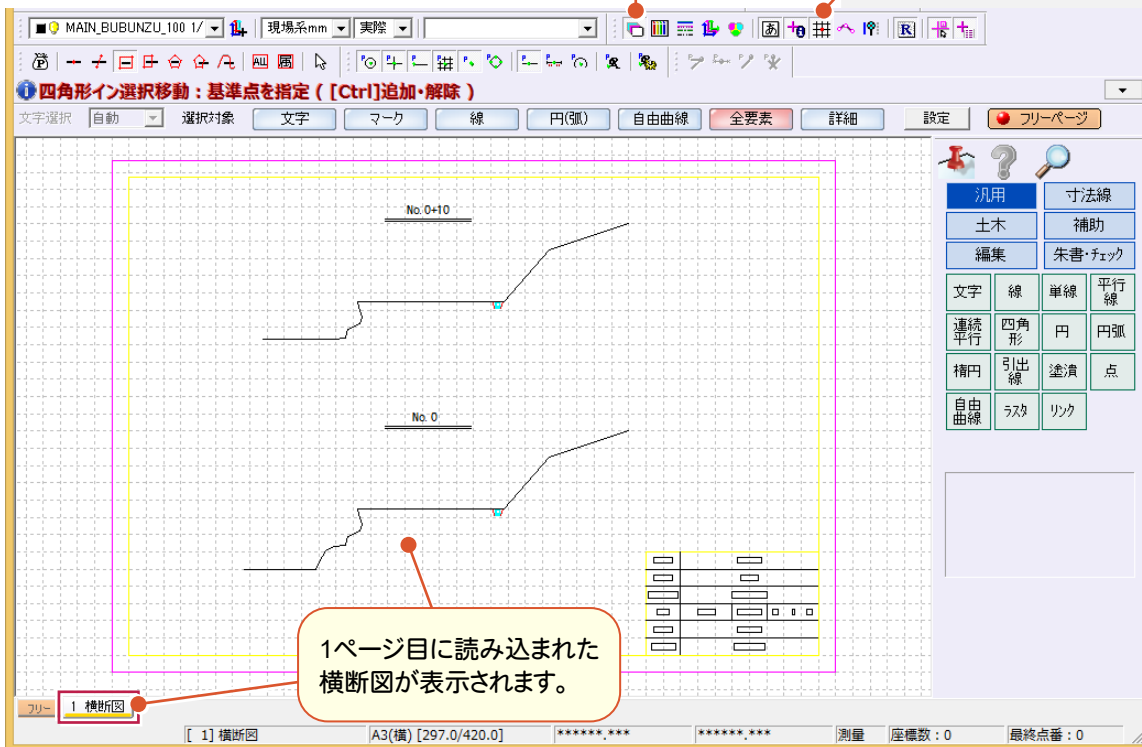 MAIN_BUBUNZU_100 1/
現場系mm
実際
あ
R
ALL
属
四角形イン選択移動：基準点を指定（ [Ctrl]追加・解除 ）
文字選択
自動
選択対象
文字
マーク
線
円(弧)
自由曲線
全要素
詳細
設定
フリーページ
No. 0+10
No. 0
1ページ目に読み込まれた
横断図が表示されます。
汎用
寸法線
土木
補助
編集
朱書・チェック
文字
線
単線
平行
線
連続
平行
四角
形
円
円弧
楕円
引出
線
塗潰
点
自由
曲線
ラスタ
リンク
フリー
1 横断図
[ 1] 横断図
A3(横) [297.0/420.0]
******.***
******.***
測量
座標数：0
最終点番：0